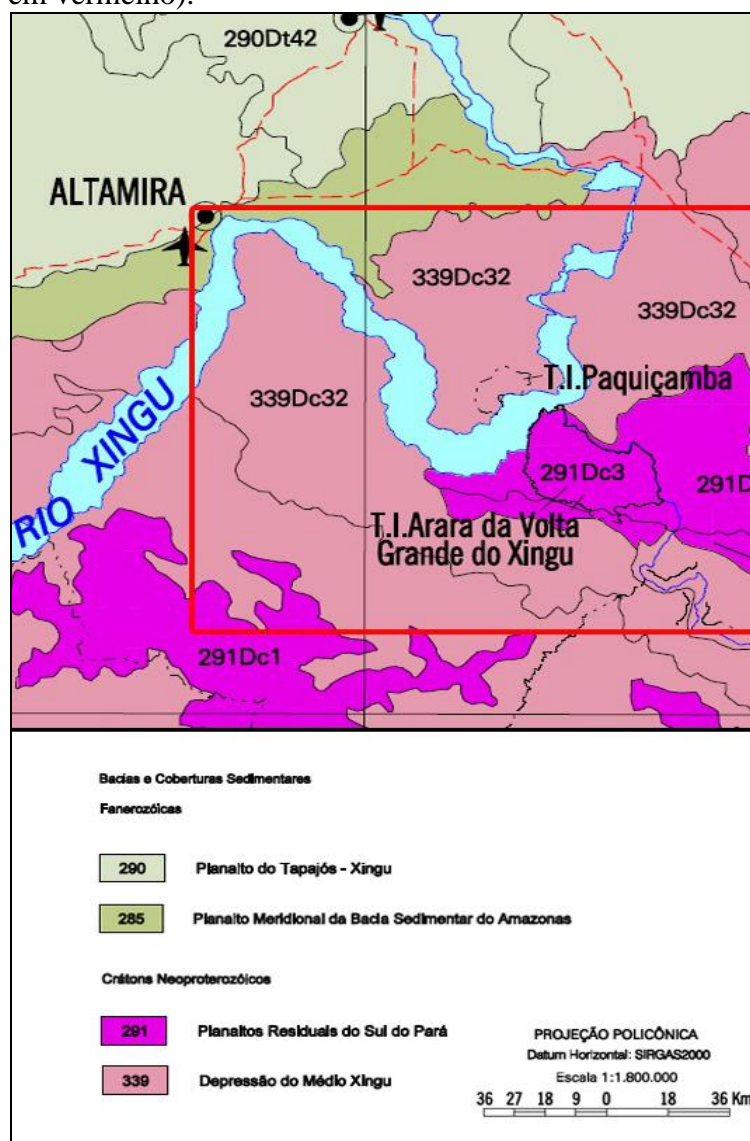 em vermelho).
290Dt42
ALTAMIRA
339Dc32
339Dc32
339Dc32
T.I.Paquiçamba
RIO XINGU
291Dc3
291D
T.I.Arara da Volta
Grande do Xingu
291Dc1
Bacias e Coberturas Sedimentares
Fanerozóicas
290 Planalto do Tapajós - Xingu
285 Planalto Meridional da Bacia Sedimentar do Amazonas
Crátons Neoproterozóicos
291 Planaltos Residuais do Sul do Pará
339 Depressão do Médio Xingu
PROJEÇÃO POLICÔNICA
Datum Horizontal: SIRGAS2000
Escala 1:1.800.000
36 27 18 9 0 18 36 Km